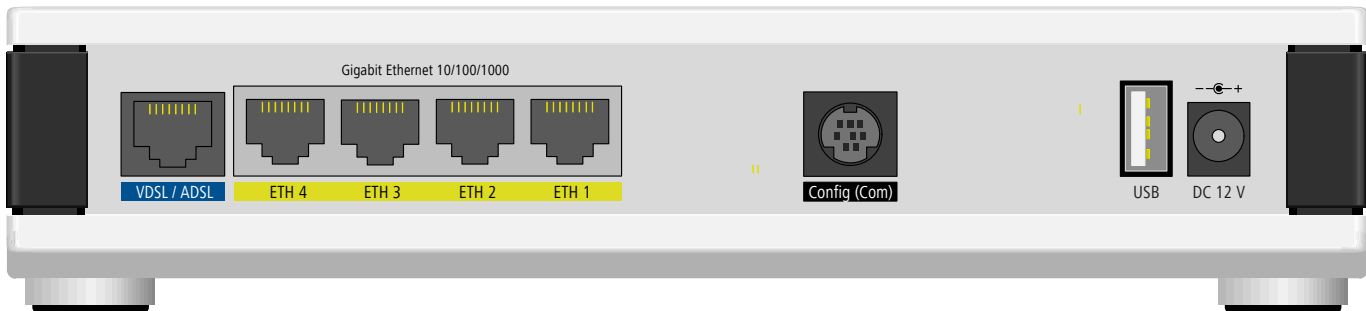 Gigabit Ethernet 10/100/1000
VDSL / ADSL
ETH 4
ETH 3
ETH 2
ETH 1
Config (Com)
USB
DC 12 V